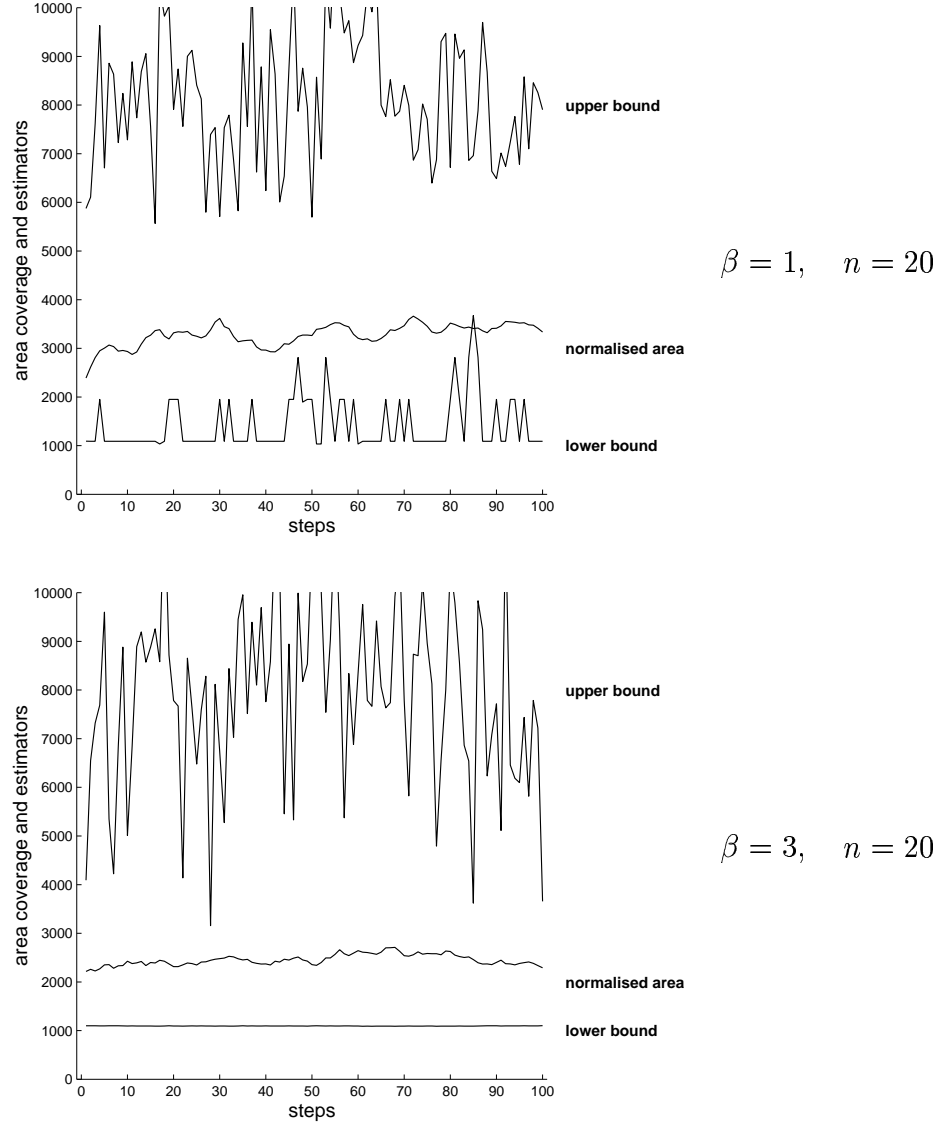 10000
9000
8000
7000
6000
5000
4000
3000
2000
1000
0
area coverage and estimators
upper bound
normalised area
lower bound
0 10 20 30 40 50 60 70 80 90 100
steps
β = 1, n = 20
10000
9000
8000
7000
6000
5000
4000
3000
2000
1000
0
area coverage and estimators
upper bound
normalised area
lower bound
0 10 20 30 40 50 60 70 80 90 100
steps
β = 3, n = 20